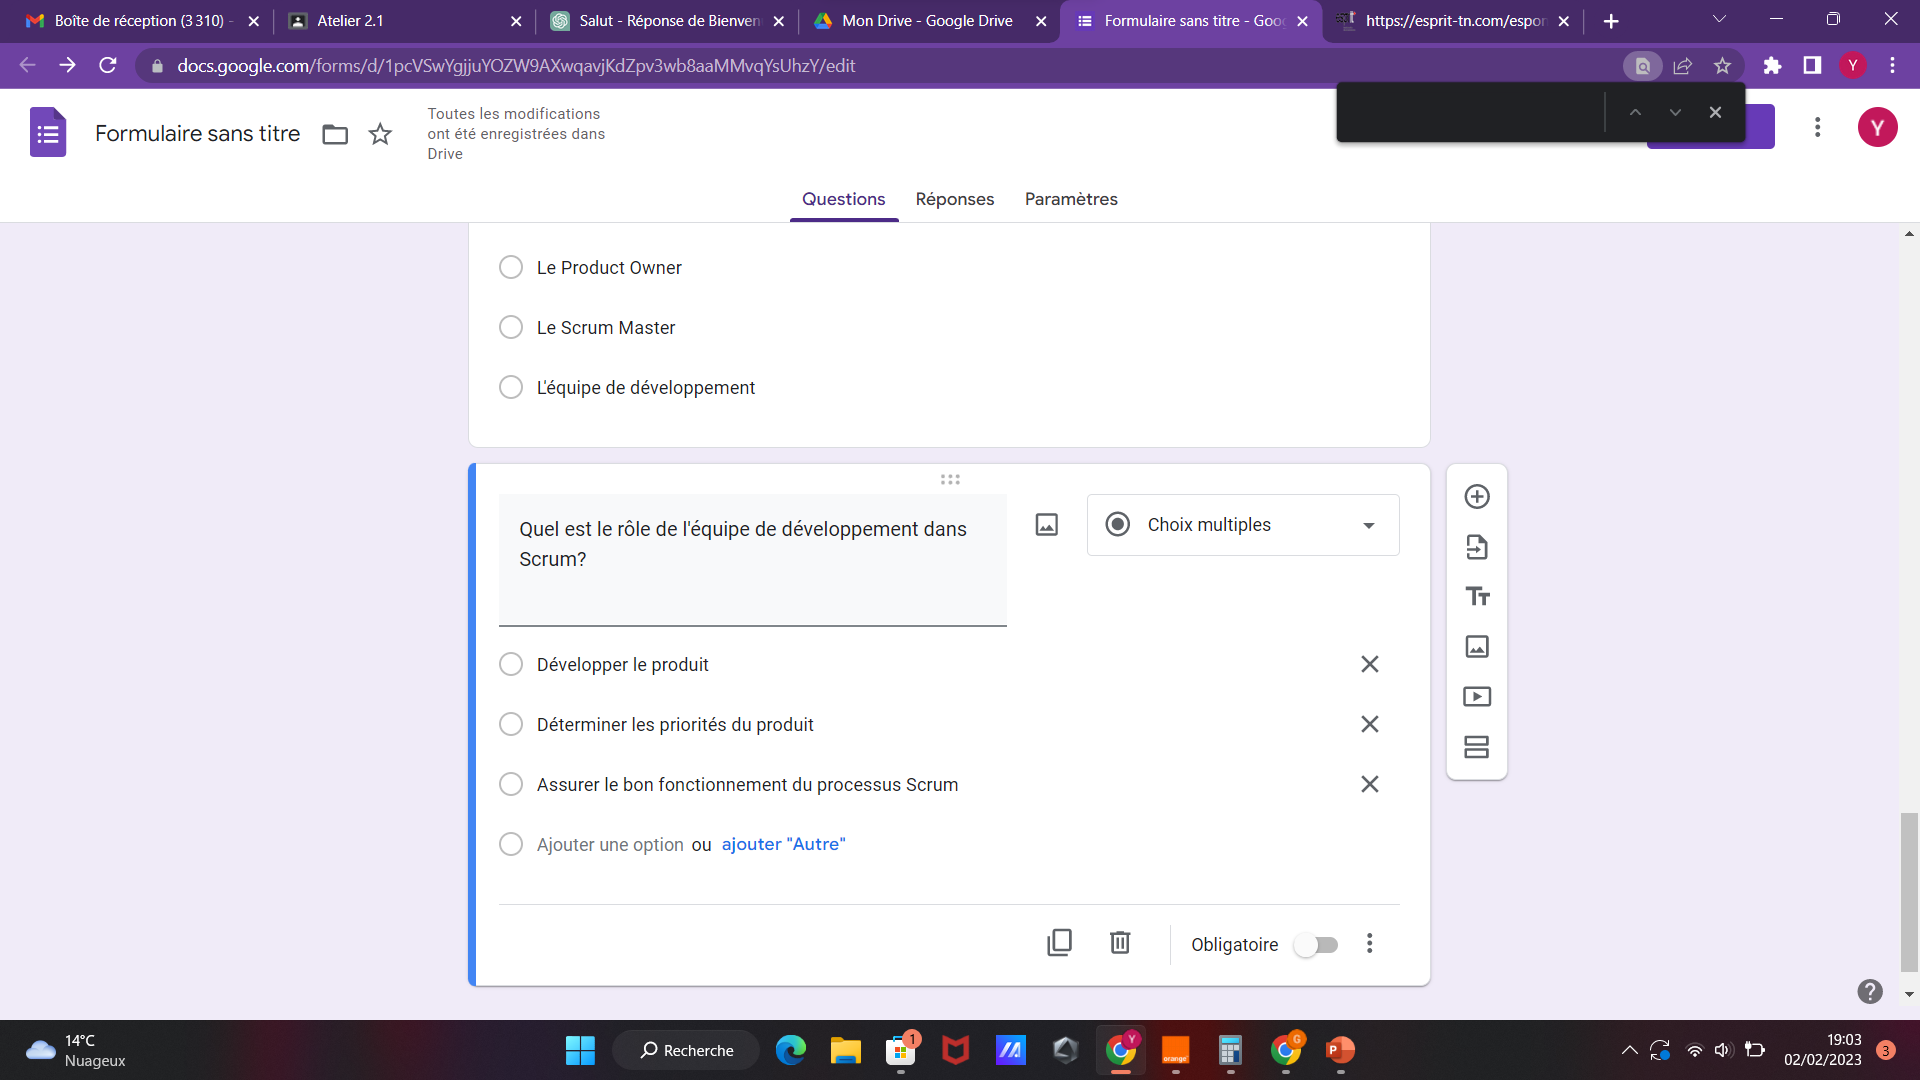 Boîte de réception (3 310) -
Atelier 2.1
Salut - Réponse de Bienven
Mon Drive - Google Drive
Formulaire sans titre - Goo
https://esprit-tn.com/espor
docs.google.com/forms/d/1pcVSwYgjjuYOZW9AXwqavjKdZpv3wb8aaMMvqYsUhzY/edit
Y
Formulaire sans titre
Toutes les modifications
ont été enregistrées dans
Drive
Y
Questions
Réponses
Paramètres
Le Product Owner
Le Scrum Master
L'équipe de développement
Quel est le rôle de l'équipe de développement dans
Scrum?
Choix multiples
Développer le produit
Déterminer les priorités du produit
Assurer le bon fonctionnement du processus Scrum
Ajouter une option ou ajouter "Autre"
Obligatoire
14°C
Nuageux
Recherche
1
Y
orange
G
P
19:03
02/02/2023
3